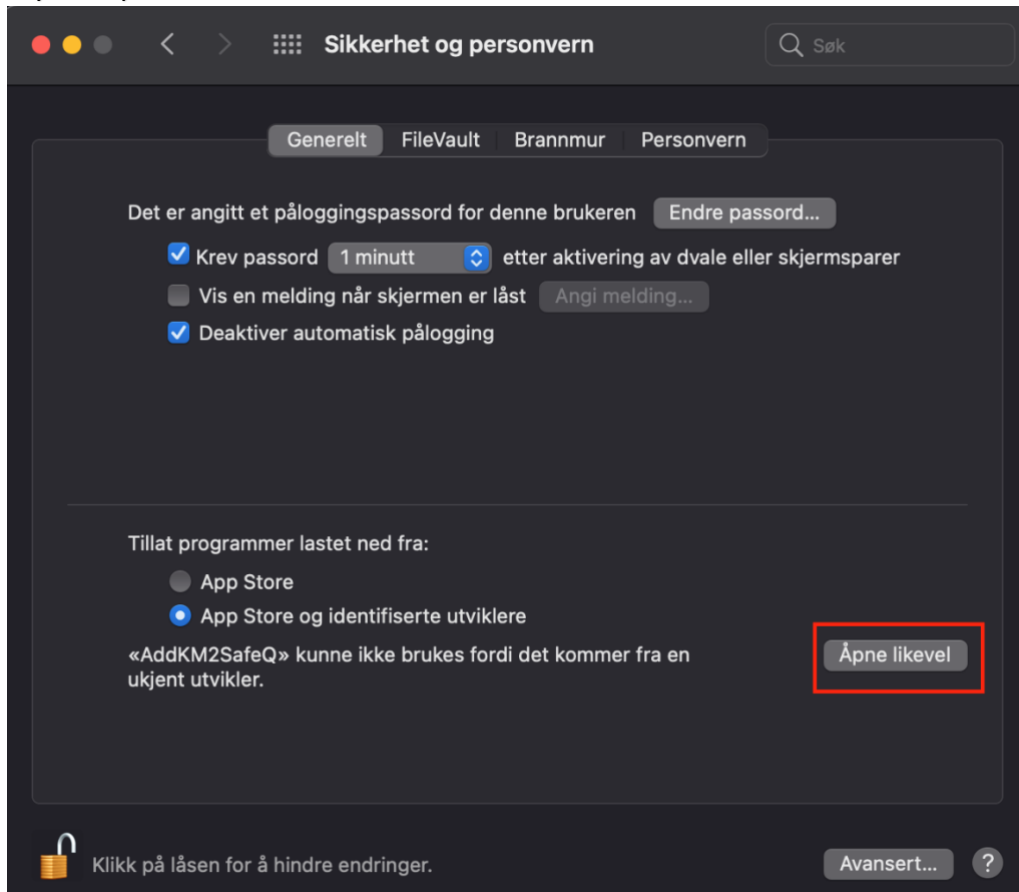 Sikkerhet og personvern
Søk
Generelt FileVault Brannmur Personvern
Det er angitt et påloggingspassord for denne brukeren Endre passord...
Krev passord 1 minutt etter aktivering av dvale eller skjermsparer
Vis en melding når skjermen er låst Angi melding...
Deaktiver automatisk pålogging
Tillat programmer lastet ned fra:
App Store
App Store og identifiserte utviklere
«AddKM2SafeQ» kunne ikke brukes fordi det kommer fra en
ukjent utvikler.
Åpne likevel
Klikk på låsen for å hindre endringer.
Avansert... ?